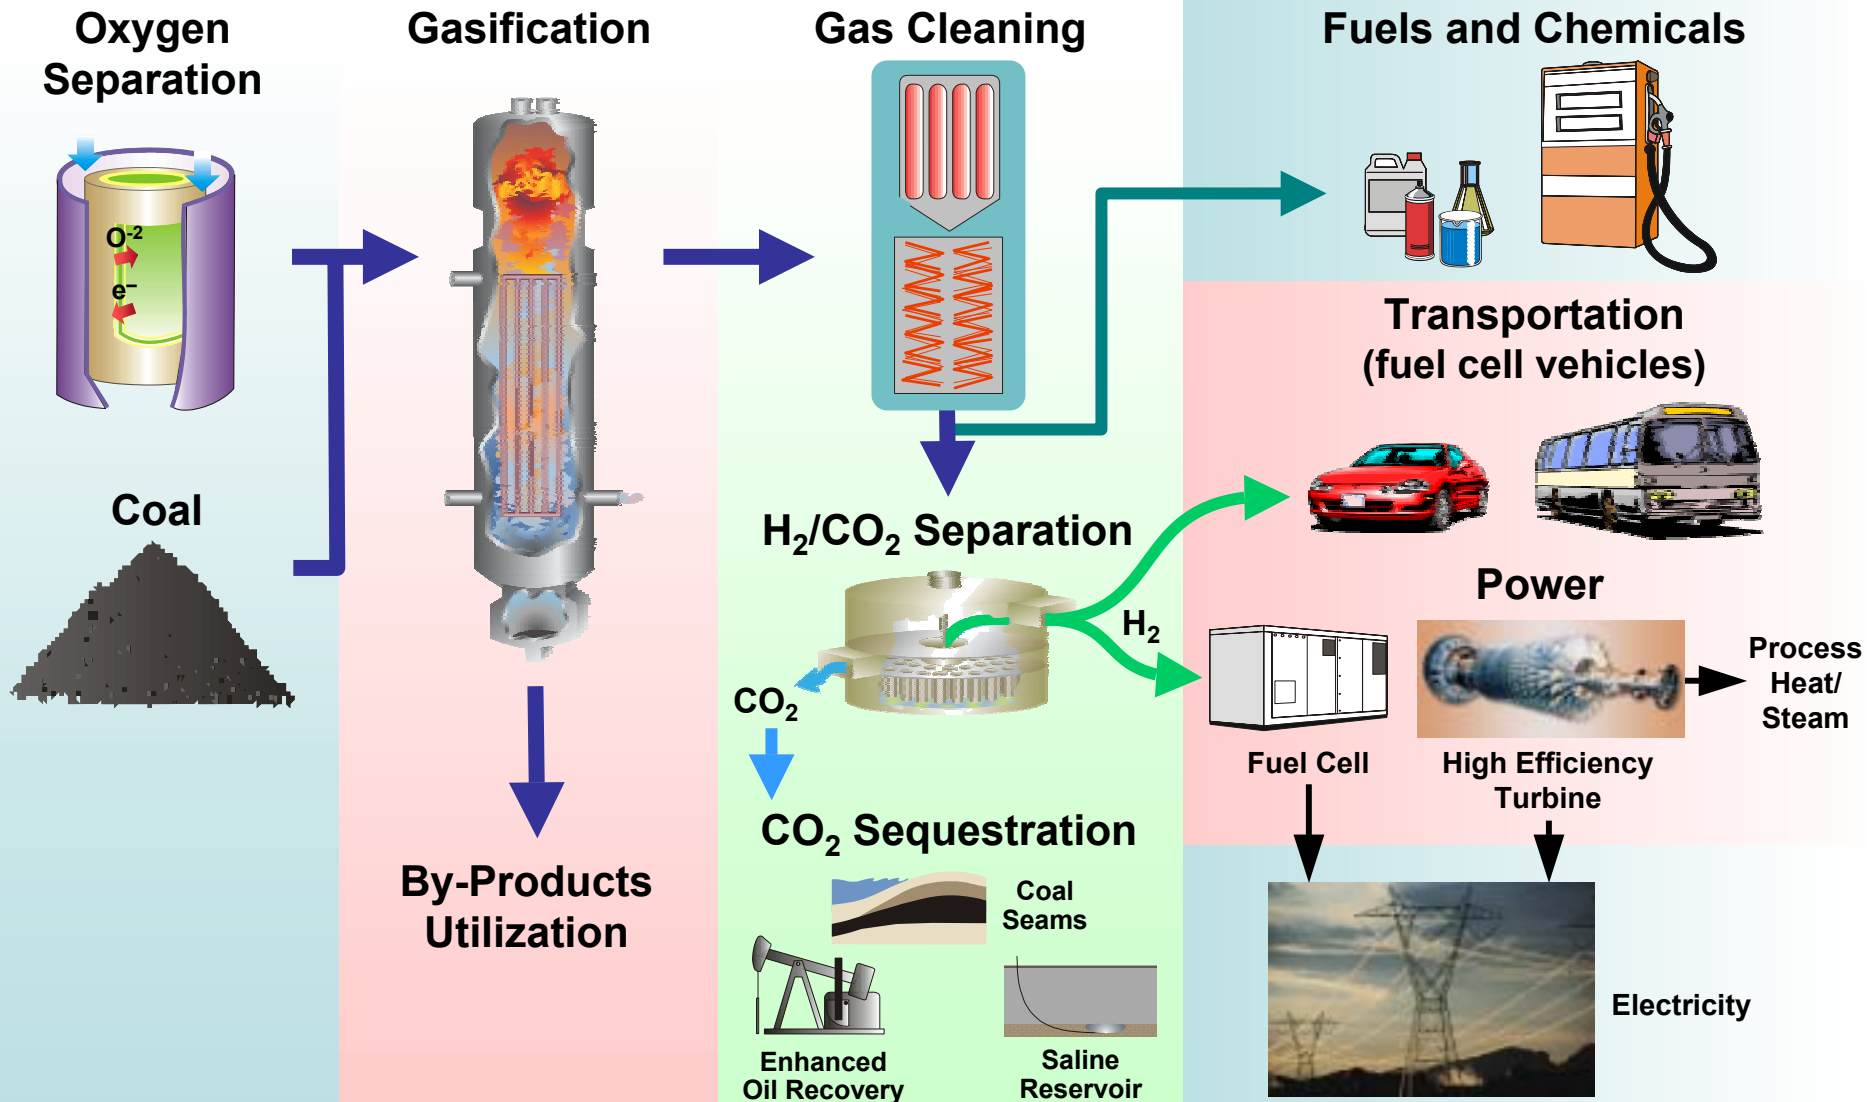 Oxygen
Separation
O⁻²
e⁻
Coal
Gasification
By-Products
Utilization
Gas Cleaning
H₂/CO₂ Separation
H₂
CO₂
CO₂ Sequestration
Coal
Seams
Enhanced
Oil Recovery
Saline
Reservoir
Fuels and Chemicals
Transportation
(fuel cell vehicles)
Power
Process
Heat/
Steam
Fuel Cell
High Efficiency
Turbine
Electricity